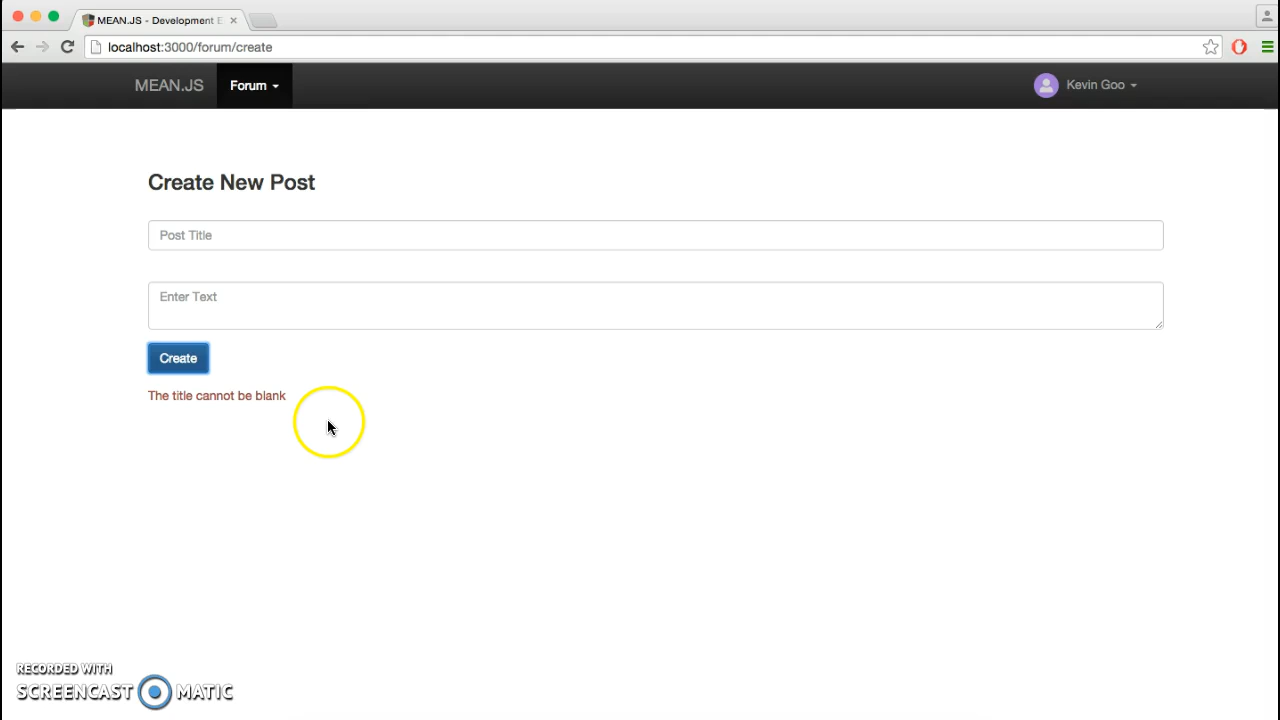 MEAN.JS - Development E
localhost:3000/forum/create
MEAN.JS Forum Kevin Goo
Create New Post
Post Title
Enter Text
Create
The title cannot be blank
RECORDED WITH
SCREENCAST MATIC